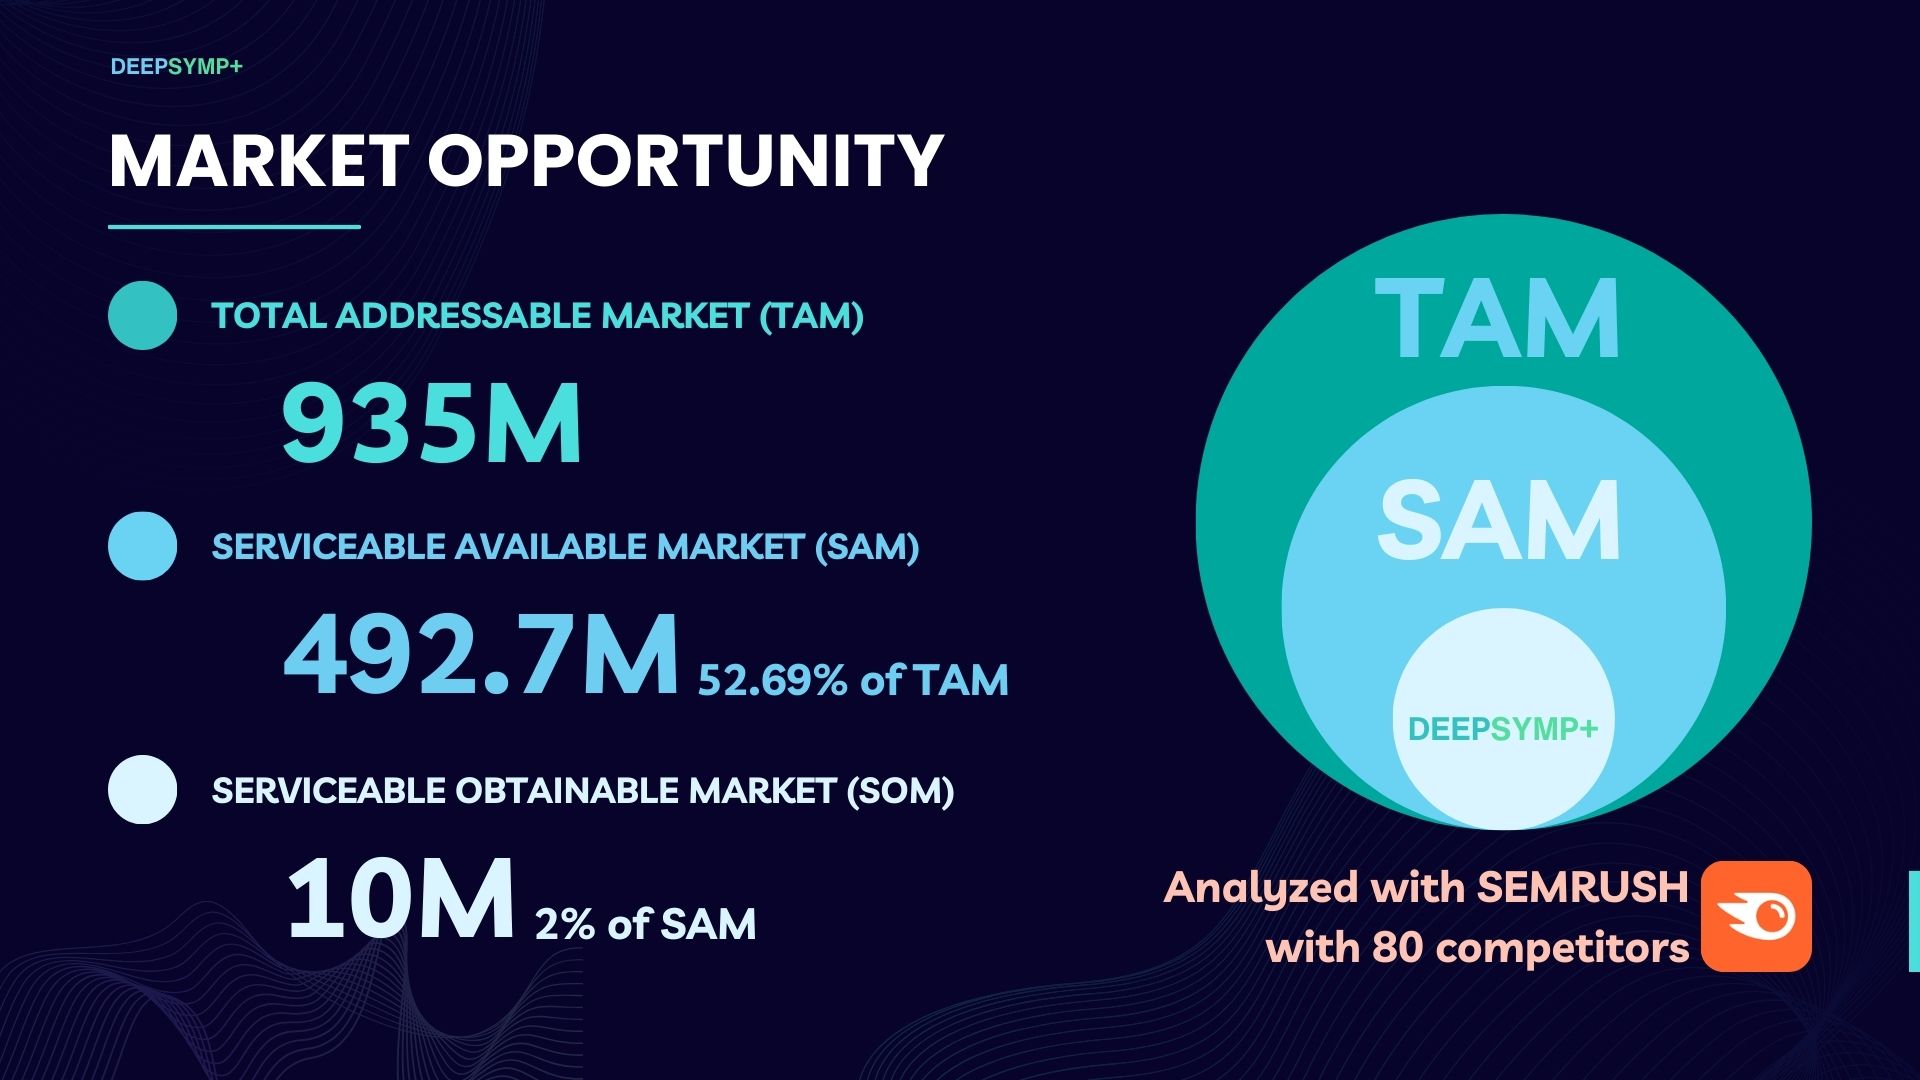 DEEPSYMP+
MARKET OPPORTUNITY
TOTAL ADDRESSABLE MARKET (TAM)
935M
SERVICEABLE AVAILABLE MARKET (SAM)
492.7M 52.69% of TAM
SERVICEABLE OBTAINABLE MARKET (SOM)
10M 2% of SAM
TAM
SAM
DEEPSYMP+
Analyzed with SEMRUSH
with 80 competitors